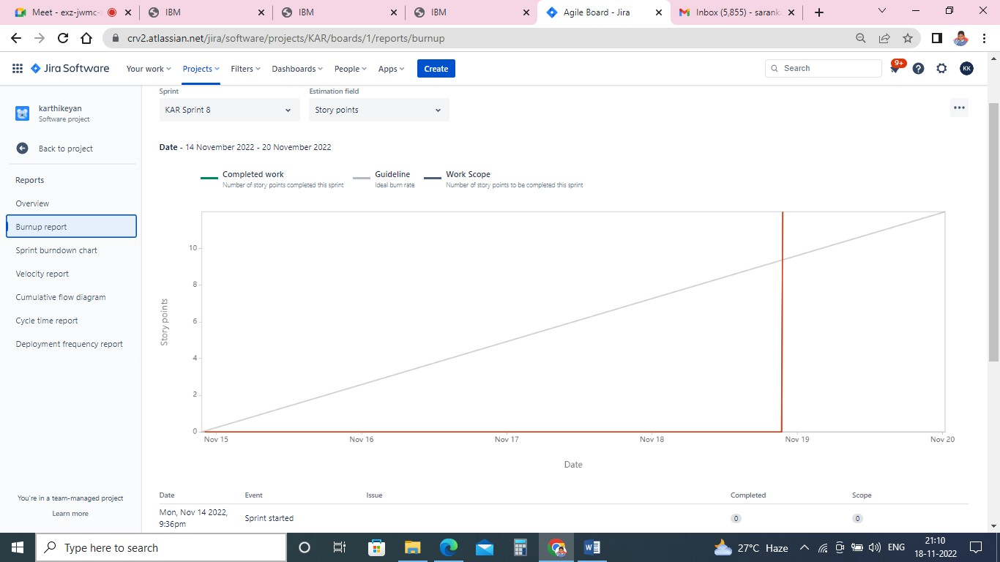 Meet - exz-jwmc-
IBM
IBM
IBM
Agile Board - Jira
Inbox (5,855) - sarank
crv2.atlassian.net/jira/software/projects/KAR/boards/1/reports/burnup
Jira Software
Your work
Projects
Filters
Dashboards
People
Apps
Create
Search
9+
KK
karthikeyan
Software project
Back to project
Reports
Overview
Burnup report
Sprint burndown chart
Velocity report
Cumulative flow diagram
Cycle time report
Deployment frequency report
You're in a team-managed project
Learn more
Sprint
Estimation field
KAR Sprint 8
Story points
Date - 14 November 2022 - 20 November 2022
Completed work
Number of story points completed this sprint
Guideline
Ideal burn rate
Work Scope
Number of story points to be completed this sprint
Story points
10
8
6
4
2
0
Nov 15
Nov 16
Nov 17
Nov 18
Nov 19
Nov 20
Date
Date Event Issue Completed Scope
Mon, Nov 14 2022,
9:36pm
Sprint started
0
0
Type here to search
27°C Haze
ENG
21:10
18-11-2022